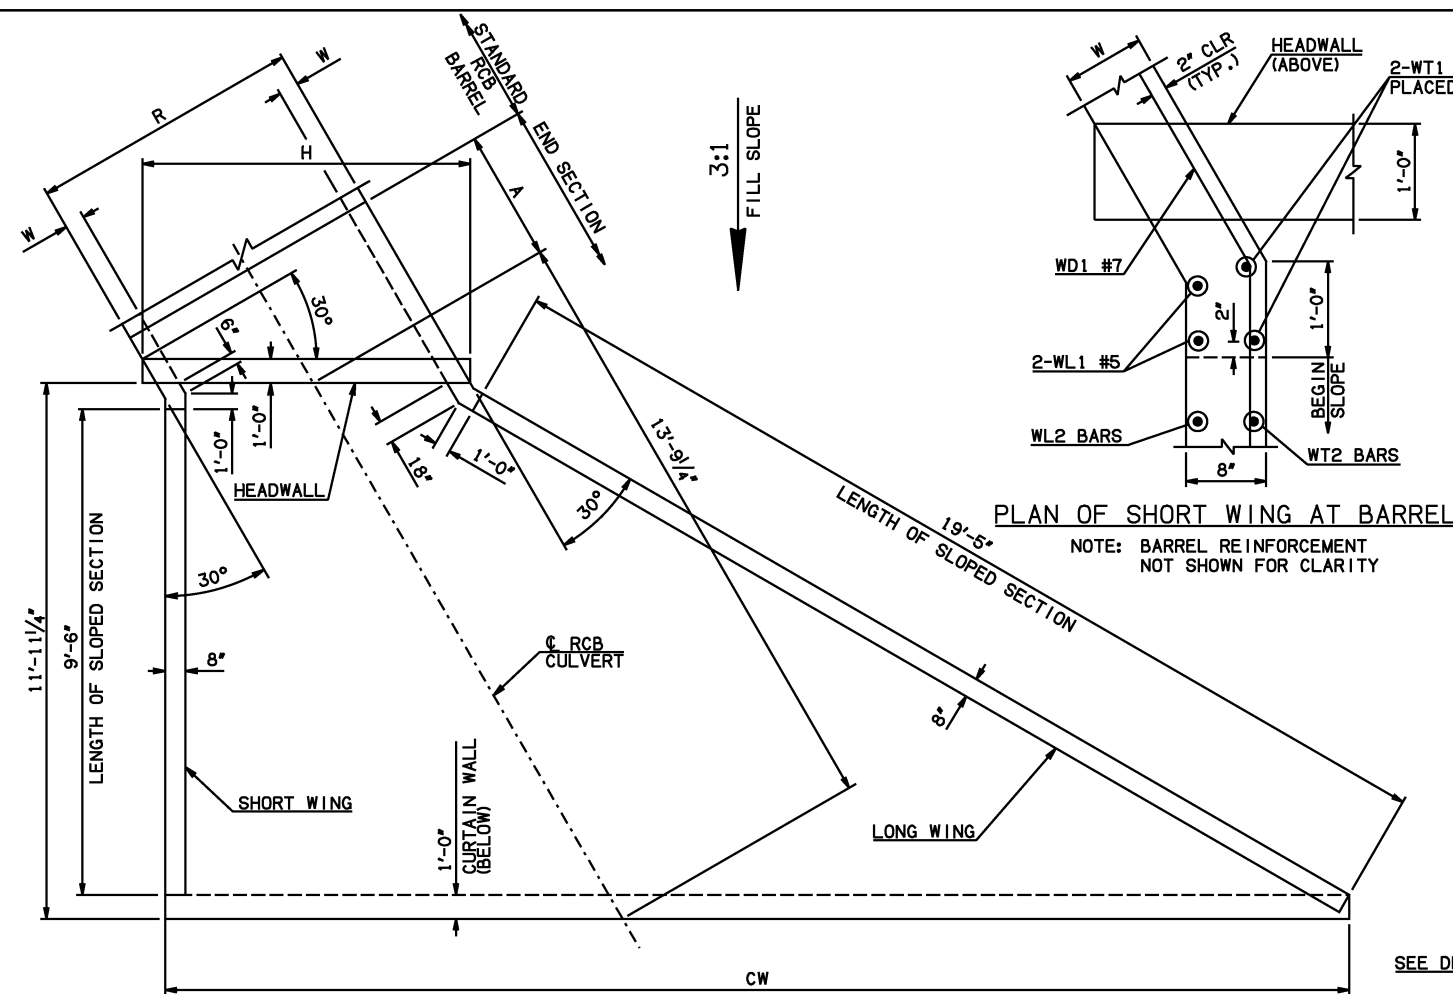 STANDARD
RCB
BARREL
END SECTION
W
R
H
W
A
3:1
FILL SLOPE
30°
6"
1'-0"
1'-0"
HEADWALL
18"
1'-0"
30°
13'-9 1/4"
19'-5"
LENGTH OF SLOPED SECTION
30°
11'-11 1/4"
9'-6"
LENGTH OF SLOPED SECTION
8"
℄ RCB
CULVERT
8"
SHORT WING
1'-0"
CURTAIN WALL
(BELOW)
LONG WING
CW
W
2" CLR
(TYP.)
HEADWALL
(ABOVE)
2-WT1
PLACED
1'-0"
WD1 #7
2"
1'-0"
2-WL1 #5
BEGIN
SLOPE
WL2 BARS
WT2 BARS
8"
PLAN OF SHORT WING AT BARREL
NOTE: BARREL REINFORCEMENT
NOT SHOWN FOR CLARITY